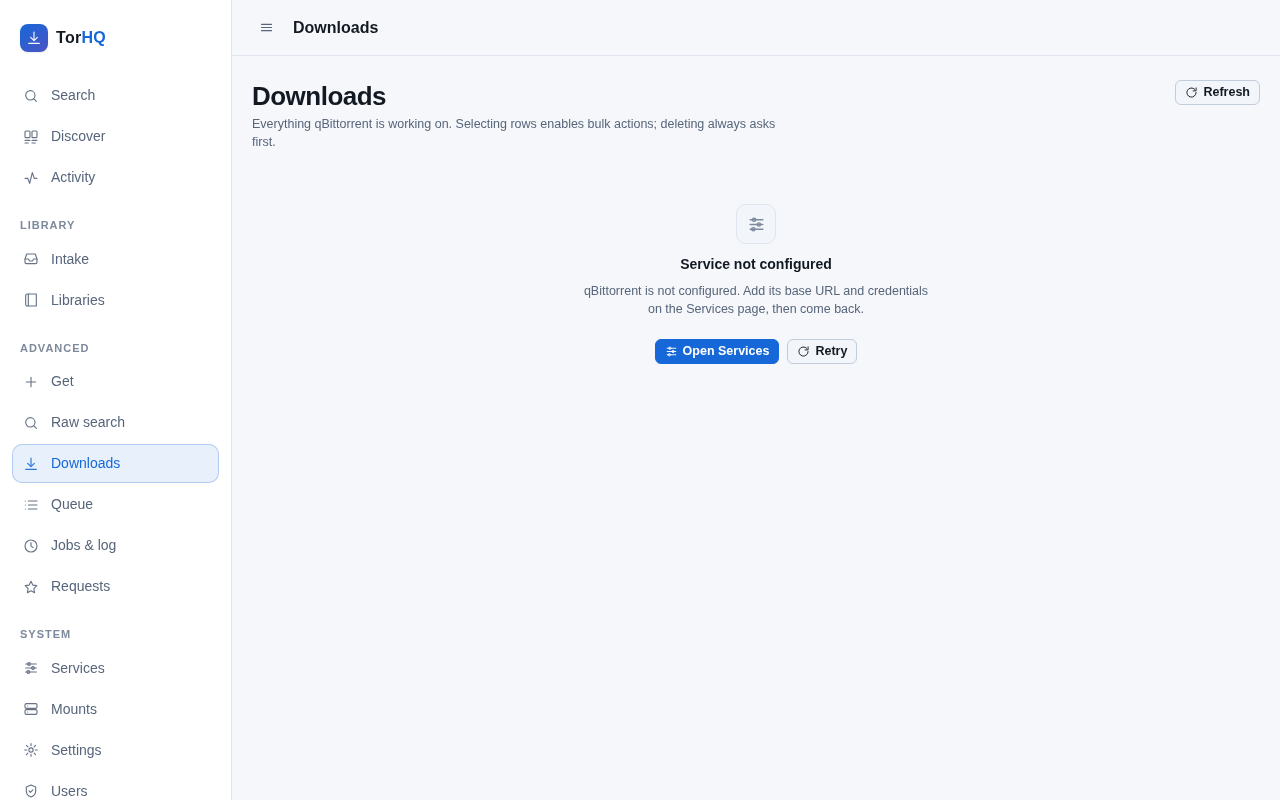 TorHQ
Search
Discover
Activity
LIBRARY
Intake
Libraries
ADVANCED
Get
Raw search
Downloads
Queue
Jobs & log
Requests
SYSTEM
Services
Mounts
Settings
Users
Downloads
Downloads
Refresh
Everything qBittorrent is working on. Selecting rows enables bulk actions; deleting always asks
first.
Service not configured
qBittorrent is not configured. Add its base URL and credentials
on the Services page, then come back.
Open Services
Retry